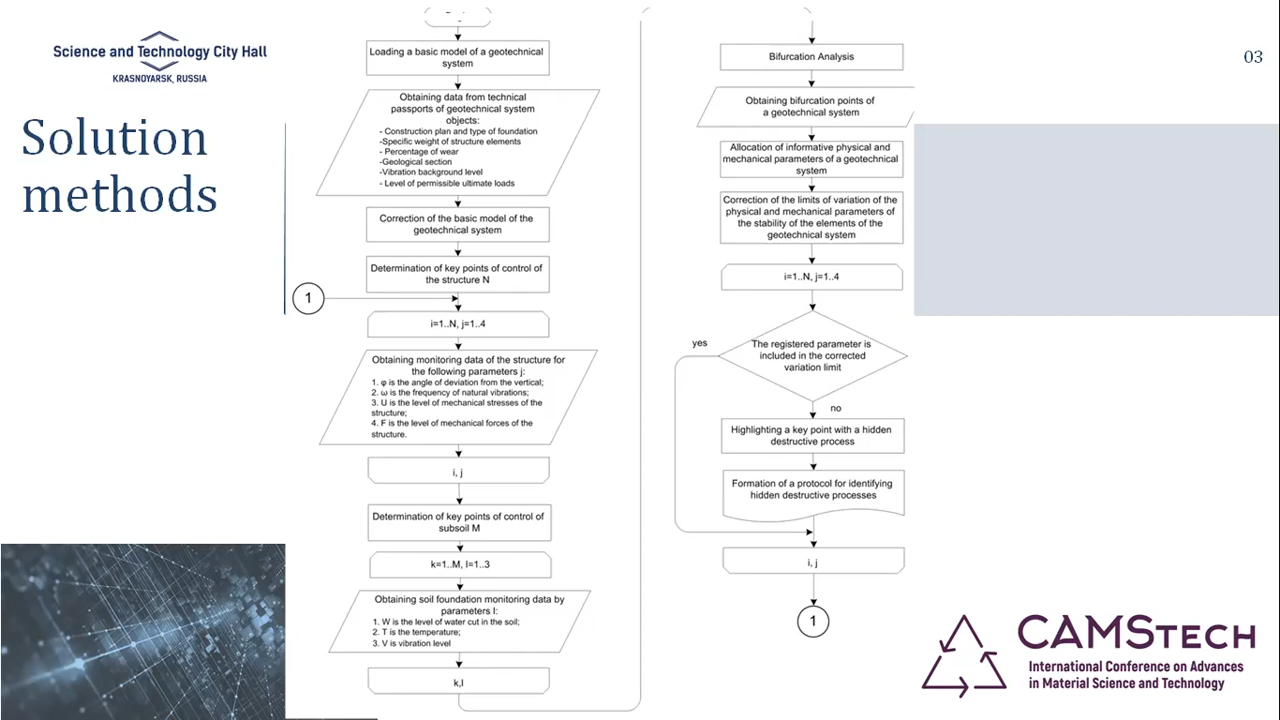 Science and Technology City Hall
KRASNOYARSK, RUSSIA
Solution
methods
03
Loading a basic model of a geotechnical
system
Obtaining data from technical
passports of geotechnical system
objects:
- Construction plan and type of foundation
-Specific weight of structure elements
- Percentage of wear
-Geological section
-Vibration background level
- Level of permissible ultimate loads
Correction of the basic model of the
geotechnical system
Determination of key points of control of
the structure N
1
i=1..N, j=1..4
Obtaining monitoring data of the structure for
the following parameters j:
1. φ is the angle of deviation from the vertical;
2. ω is the frequency of natural vibrations;
3. U is the level of mechanical stresses of the
structure;
4. F is the level of mechanical forces of the
structure.
i, j
Determination of key points of control of
subsoil M
k=1..M, l=1..3
Obtaining soil foundation monitoring data by
parameters l:
1. W is the level of water cut in the soil;
2. T is the temperature;
3. V is vibration level
k,l
Bifurcation Analysis
Obtaining bifurcation points of
a geotechnical system
Allocation of informative physical and
mechanical parameters of a geotechnical
system
Correction of the limits of variation of the
physical and mechanical parameters of
the stability of the elements of the
geotechnical system
i=1..N, j=1..4
yes
The registered parameter is
included in the corrected
variation limit
no
Highlighting a key point with a hidden
destructive process
Formation of a protocol for identifying
hidden destructive processes
i, j
1
CAMSTECH
International Conference on Advances
in Material Science and Technology